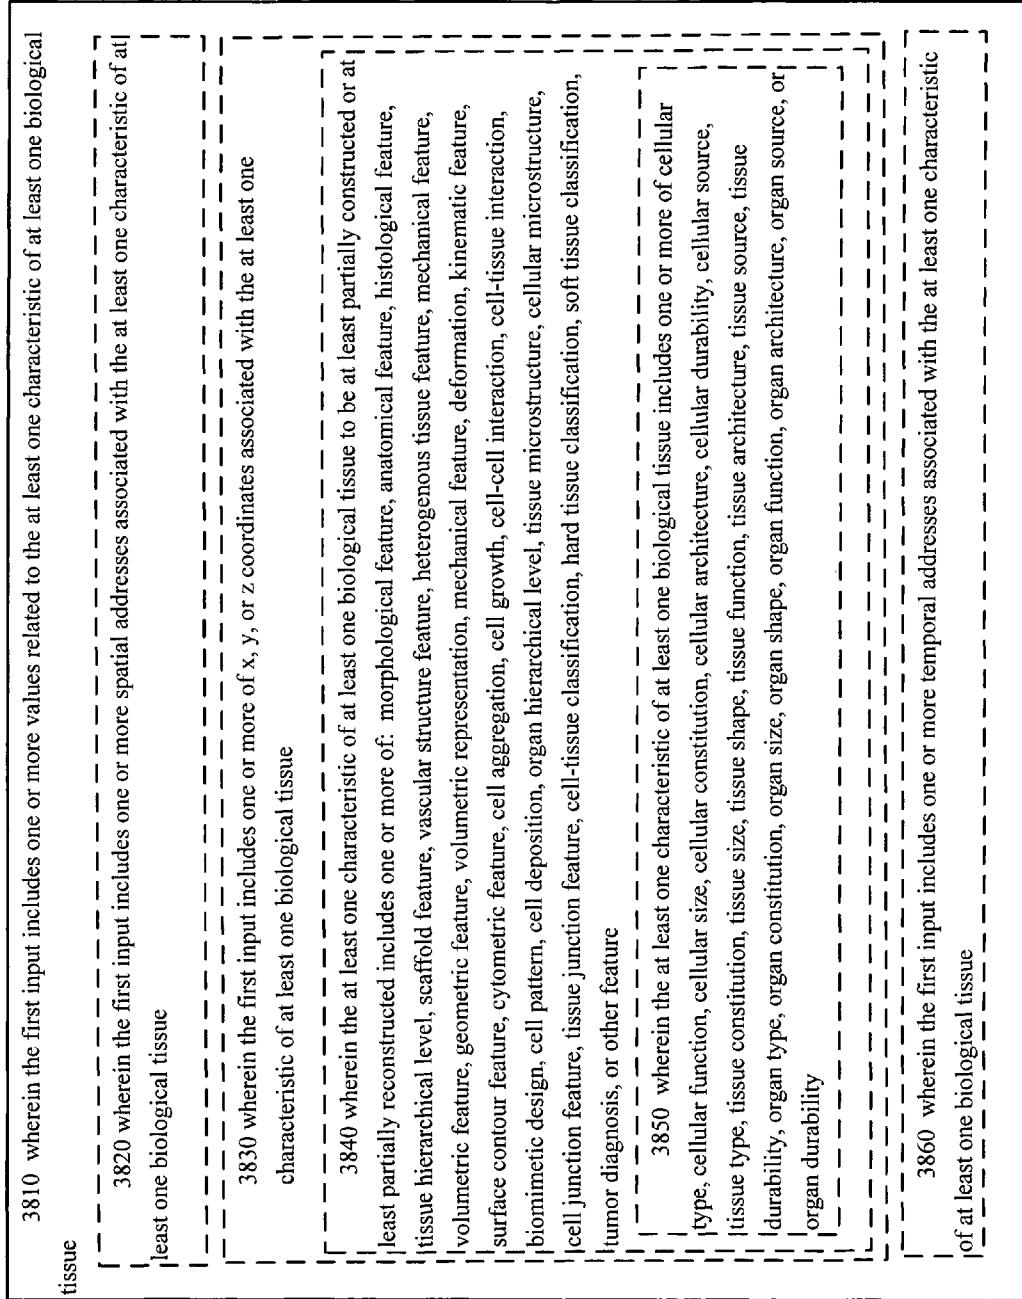 3810 wherein the first input includes one or more values related to the at least one characteristic of at least one biological
tissue
3820 wherein the first input includes one or more spatial addresses associated with the at least one characteristic of at
least one biological tissue
3830 wherein the first input includes one or more of x, y, or z coordinates associated with the at least one
characteristic of at least one biological tissue
3840 wherein the at least one characteristic of at least one biological tissue to be at least partially constructed or at
least partially reconstructed includes one or more of: morphological feature, anatomical feature, histological feature,
tissue hierarchical level, scaffold feature, vascular structure feature, heterogenous tissue feature, mechanical feature,
volumetric feature, geometric feature, volumetric representation, mechanical feature, deformation, kinematic feature,
surface contour feature, cytometric feature, cell aggregation, cell growth, cell-cell interaction, cell-tissue interaction,
biomimetic design, cell pattern, cell deposition, organ hierarchical level, tissue microstructure, cellular microstructure,
cell junction feature, tissue junction feature, cell-tissue classification, hard tissue classification, soft tissue classification,
tumor diagnosis, or other feature
3850 wherein the at least one characteristic of at least one biological tissue includes one or more of cellular
type, cellular function, cellular size, cellular constitution, cellular architecture, cellular durability, cellular source,
tissue type, tissue constitution, tissue size, tissue shape, tissue function, tissue architecture, tissue source, tissue
durability, organ type, organ constitution, organ size, organ shape, organ function, organ architecture, organ source, or
organ durability
3860 wherein the first input includes one or more temporal addresses associated with the at least one characteristic
of at least one biological tissue